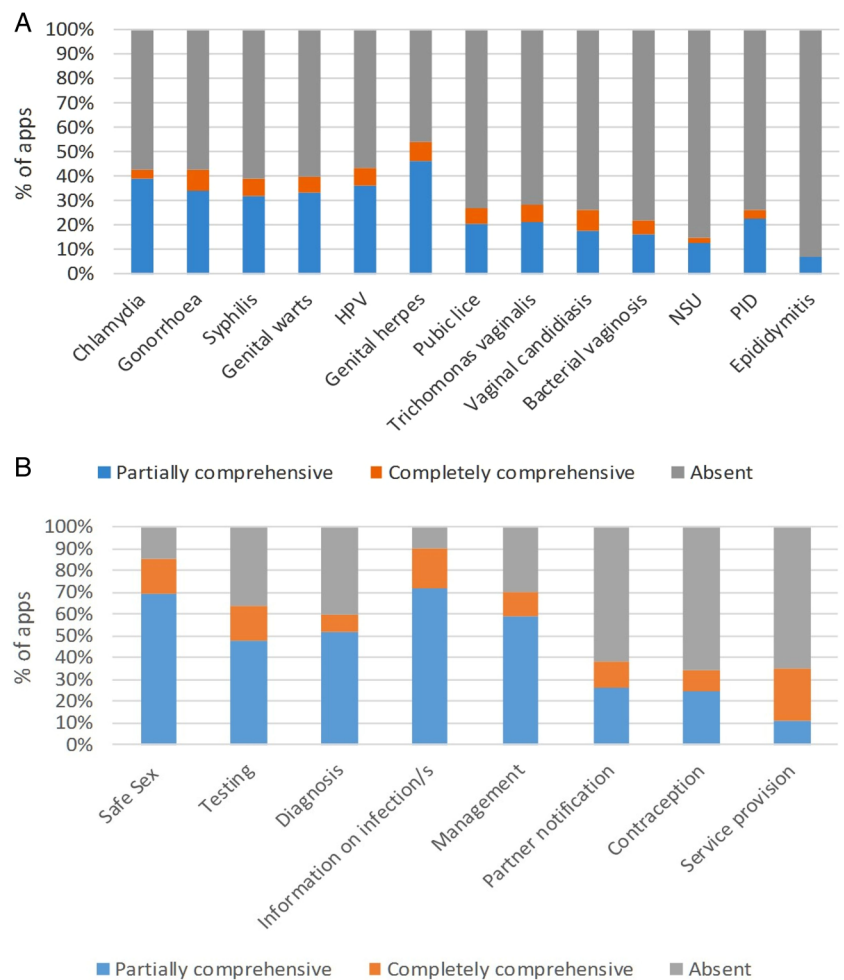 A
100%
90%
80%
70%
60%
50%
40%
30%
20%
10%
0%
% of apps
Chlamydia
Gonorrhoea
Syphilis
Genital warts
HPV
Genital herpes
Pubic lice
Trichomonas vaginalis
Vaginal candidiasis
Bacterial vaginosis
NSU
PID
Epididymitis
Partially comprehensive Completely comprehensive Absent
B
100%
90%
80%
70%
60%
50%
40%
30%
20%
10%
0%
% of apps
Safe Sex
Testing
Diagnosis
Information on infection/s
Management
Partner notification
Contraception
Service provision
Partially comprehensive Completely comprehensive Absent